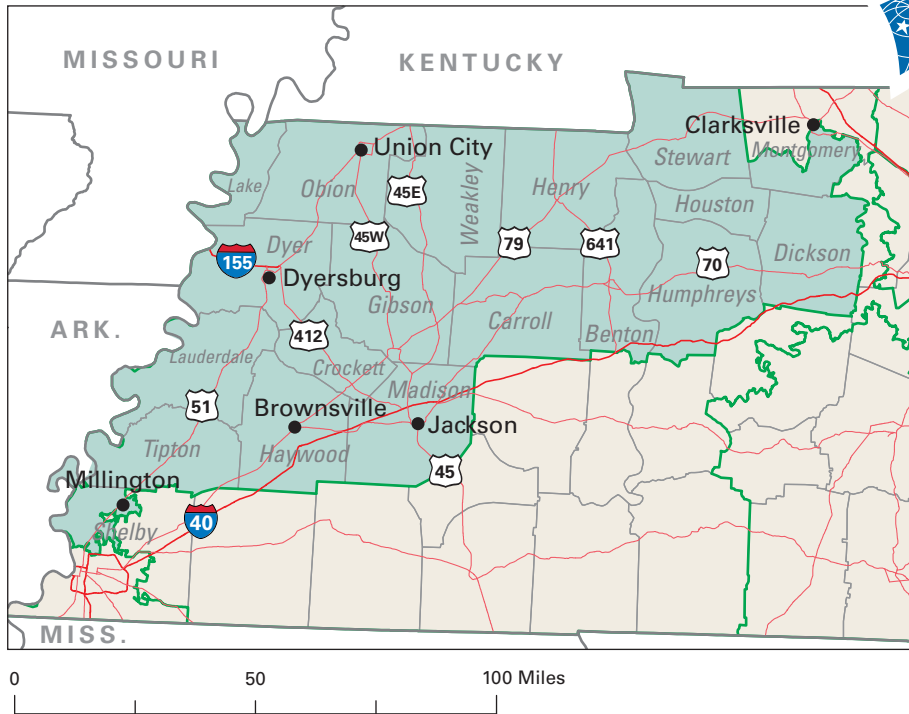 MISSOURI
KENTUCKY
Clarksville
Montgomery
Union City
Stewart
Lake
Obion
45E
Weakley
Henry
Houston
45W
79
641
Dyer
155
70
Dickson
Dyersburg
Gibson
Humphreys
ARK.
412
Carroll
Benton
Lauderdale
Crockett
Madison
51
Brownsville
Jackson
Tipton
Haywood
45
Millington
Shelby
40
MISS.
0 50 100 Miles